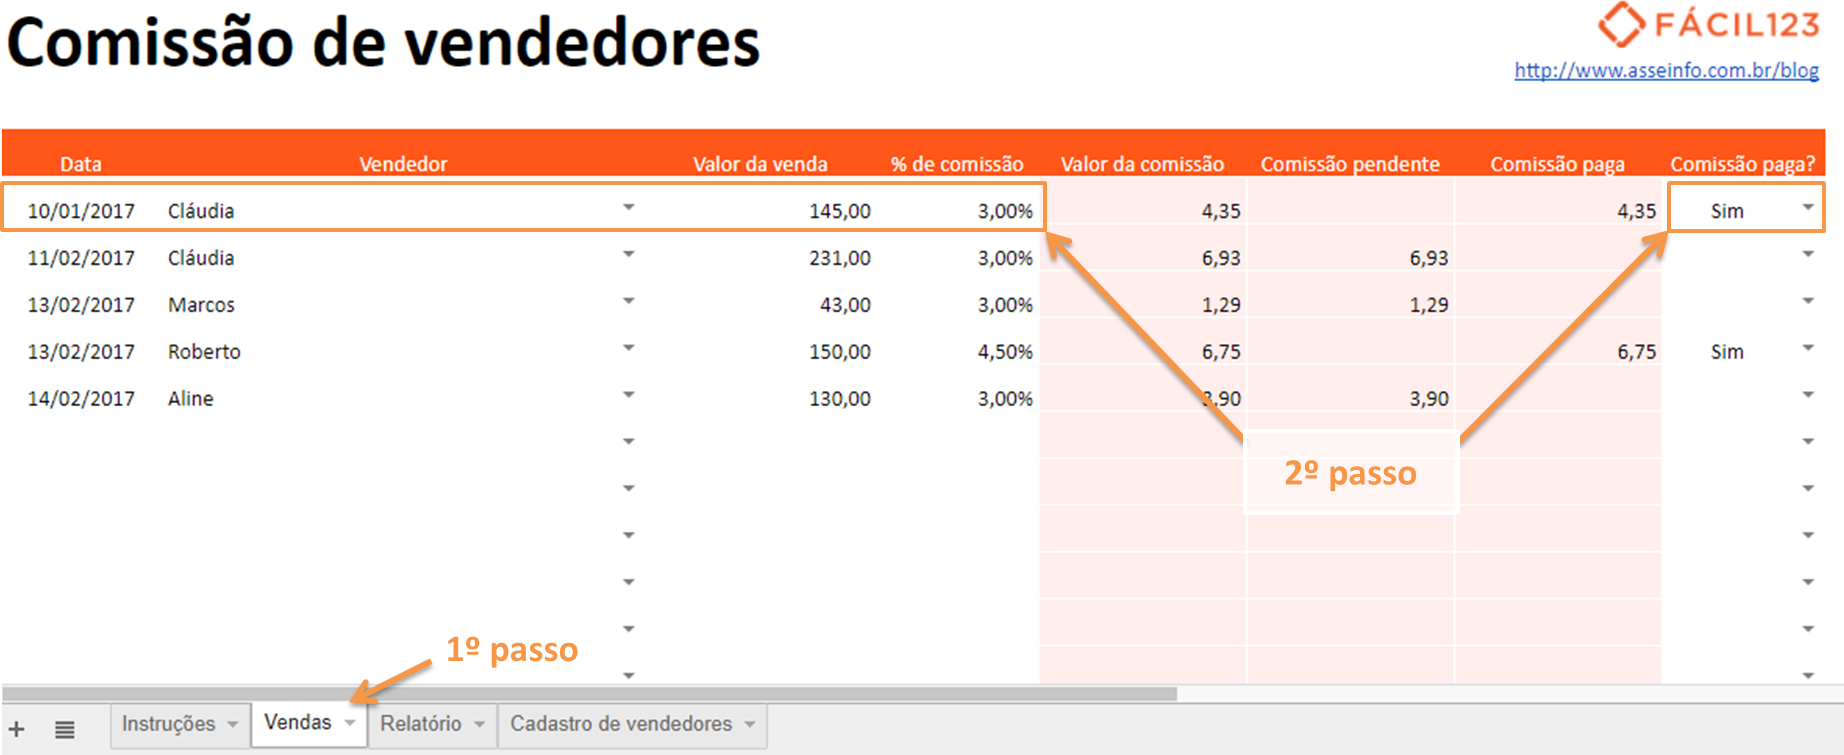 Comissão de vendedores
FÁCIL123
http://www.asseinfo.com.br/blog
Data Vendedor Valor da venda % de comissão Valor da comissão Comissão pendente Comissão paga Comissão paga?
10/01/2017 Cláudia 145,00 3,00% 4,35 4,35 Sim
11/02/2017 Cláudia 231,00 3,00% 6,93 6,93
13/02/2017 Marcos 43,00 3,00% 1,29 1,29
13/02/2017 Roberto 150,00 4,50% 6,75 6,75 Sim
14/02/2017 Aline 130,00 3,00% 3,90 3,90
2º passo
1º passo
Instruções Vendas Relatório Cadastro de vendedores